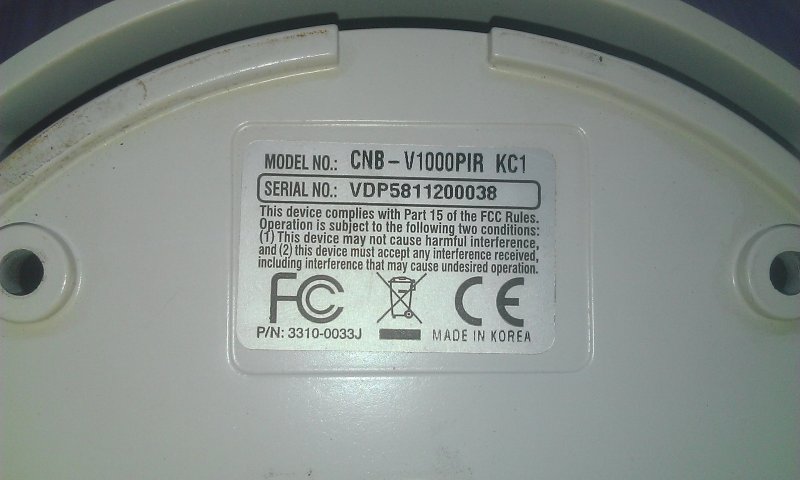 MODEL NO.: CNB-V1000PIR KC1
SERIAL NO.: VDP5811200038
This device complies with Part 15 of the FCC Rules.
Operation is subject to the following two conditions:
(1) This device may not cause harmful interference,
and (2) this device must accept any interference received,
including interference that may cause undesired operation.
FC CE
P/N: 3310-0033J MADE IN KOREA